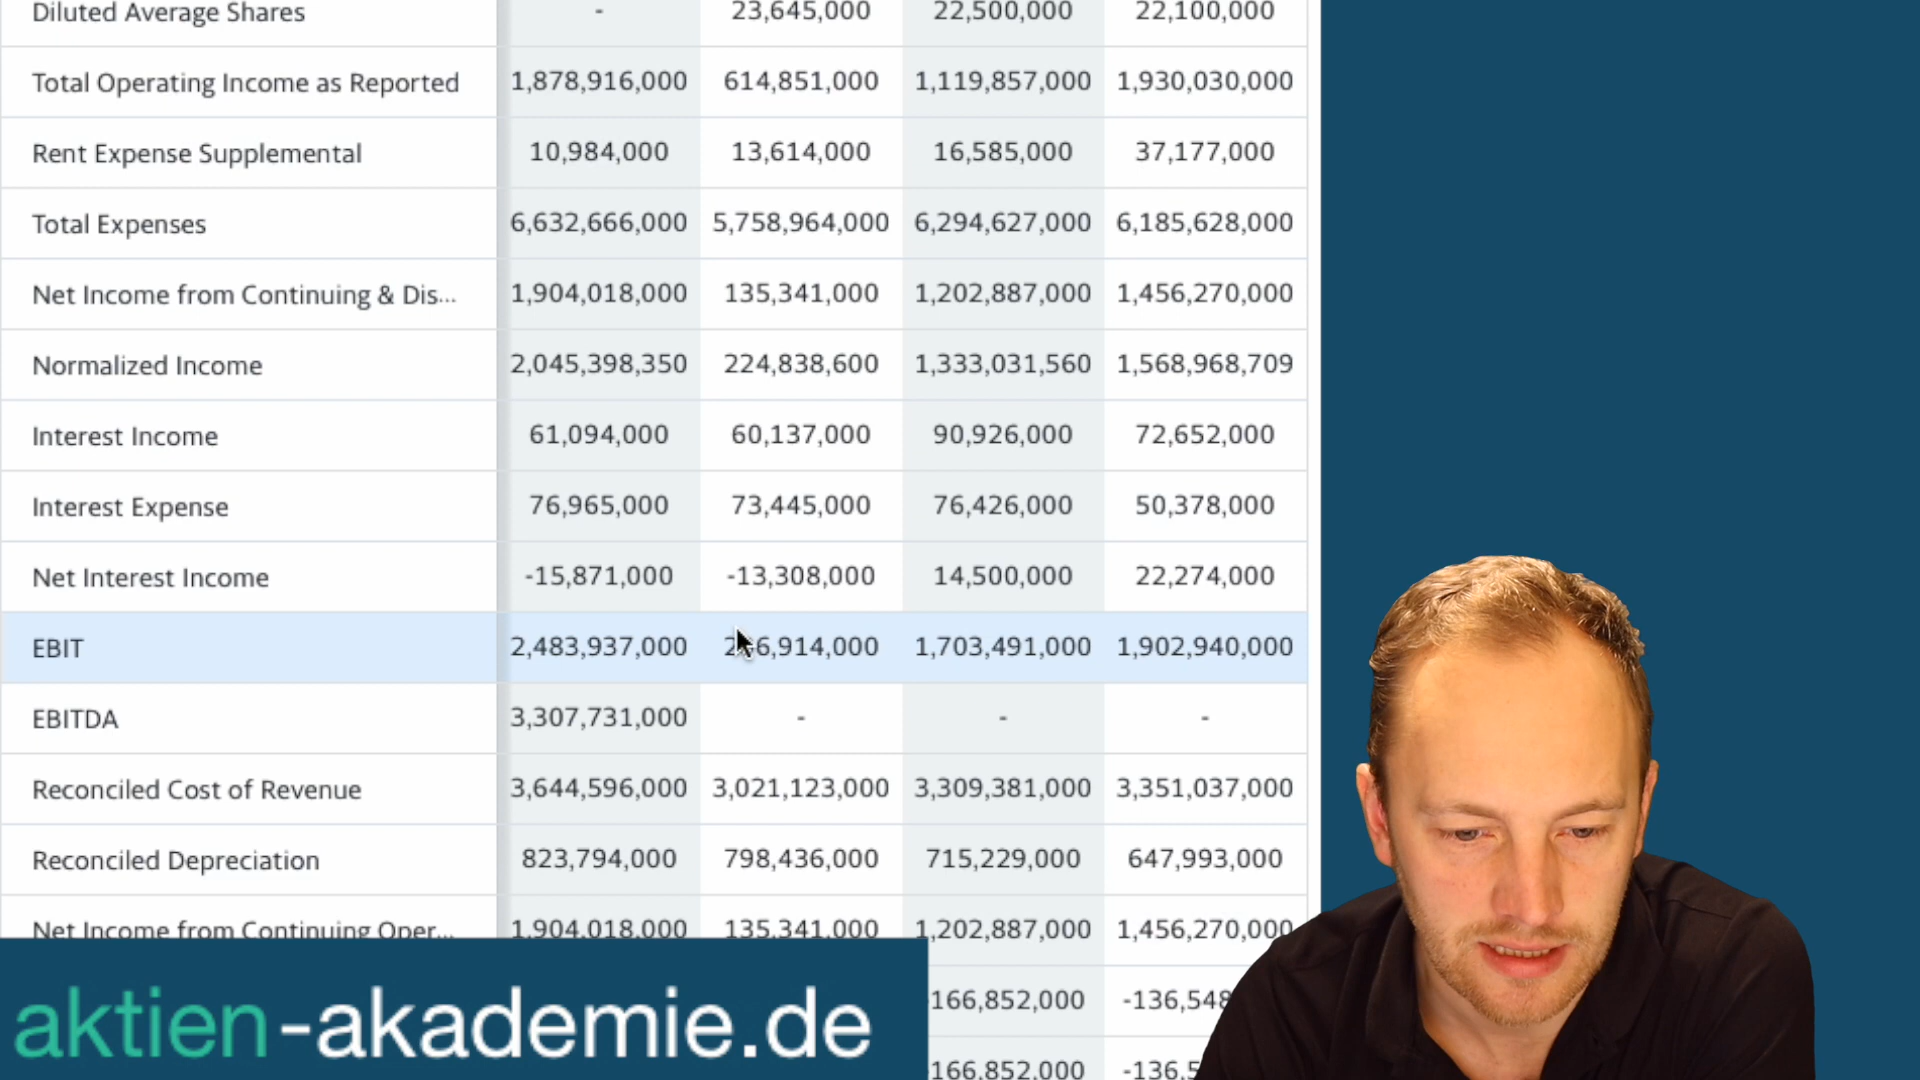 Diluted Average Shares - 23,645,000 22,500,000 22,100,000
Total Operating Income as Reported 1,878,916,000 614,851,000 1,119,857,000 1,930,030,000
Rent Expense Supplemental 10,984,000 13,614,000 16,585,000 37,177,000
Total Expenses 6,632,666,000 5,758,964,000 6,294,627,000 6,185,628,000
Net Income from Continuing & Dis... 1,904,018,000 135,341,000 1,202,887,000 1,456,270,000
Normalized Income 2,045,398,350 224,838,600 1,333,031,560 1,568,968,709
Interest Income 61,094,000 60,137,000 90,926,000 72,652,000
Interest Expense 76,965,000 73,445,000 76,426,000 50,378,000
Net Interest Income -15,871,000 -13,308,000 14,500,000 22,274,000
EBIT 2,483,937,000 1,703,491,000 1,902,940,000
EBITDA 3,307,731,000 - - -
Reconciled Cost of Revenue 3,644,596,000 3,021,123,000 3,309,381,000 3,351,037,000
Reconciled Depreciation 823,794,000 798,436,000 715,229,000 647,993,000
Net Income from Continuing Oper... 1,904,018,000 135,341,000 1,202,887,000 1,456,270,000
166,852,000 -136,548
166,852,000 -136,5
aktien-akademie.de